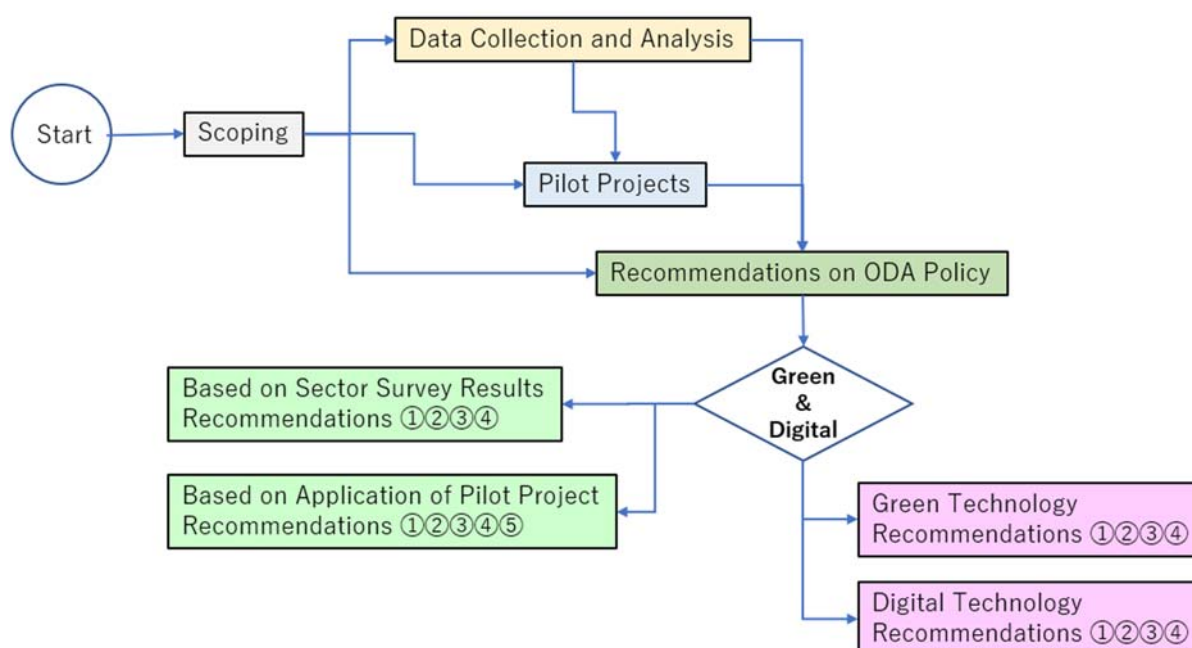 Data Collection and Analysis
Start
Scoping
Pilot Projects
Recommendations on ODA Policy
Green
&
Digital
Based on Sector Survey Results
Recommendations ①②③④
Based on Application of Pilot Project
Recommendations ①②③④⑤
Green Technology
Recommendations ①②③④
Digital Technology
Recommendations ①②③④